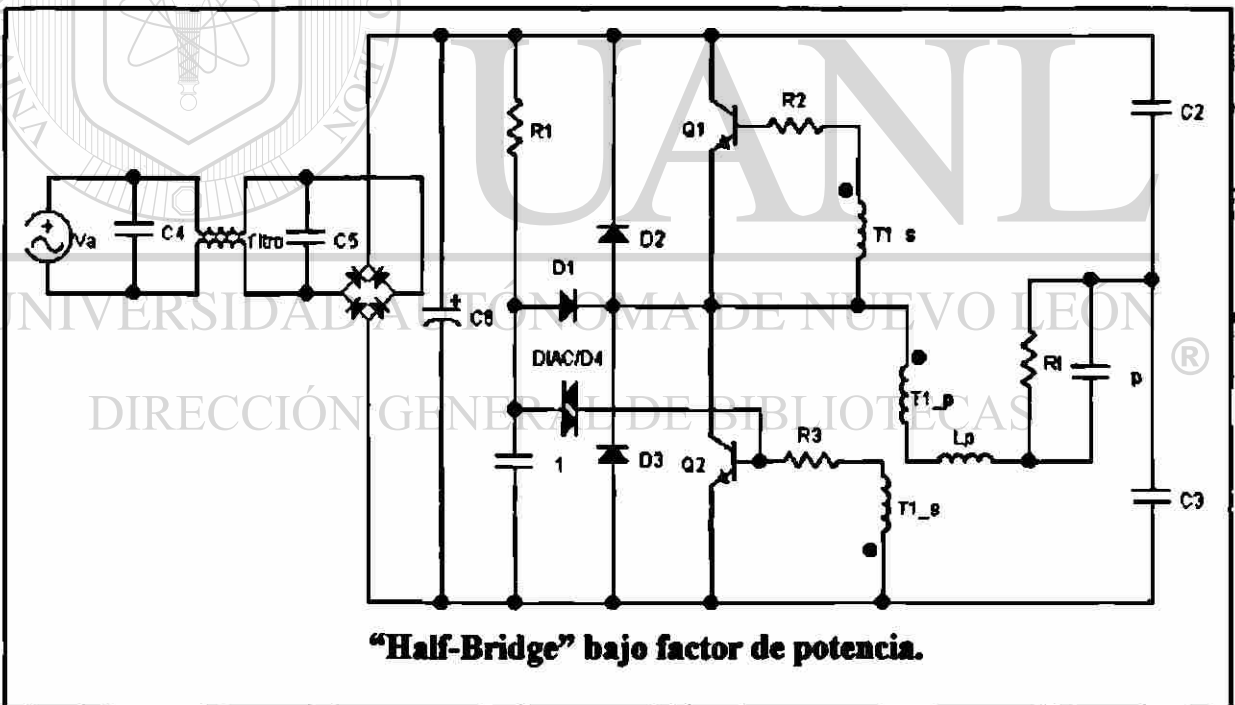 UANL
UNIVERSIDAD AUTÓNOMA DE NUEVO LEÓN
®
DIRECCIÓN GENERAL DE BIBLIOTECAS
Va
C4
C5
C6
R1
D1
D2
DIAC/D4
1
D3
Q1
R2
T1_s
Q2
R3
T1_s
T1_p
Lp
Rl
p
C2
C3
“Half-Bridge” bajo factor de potencia.